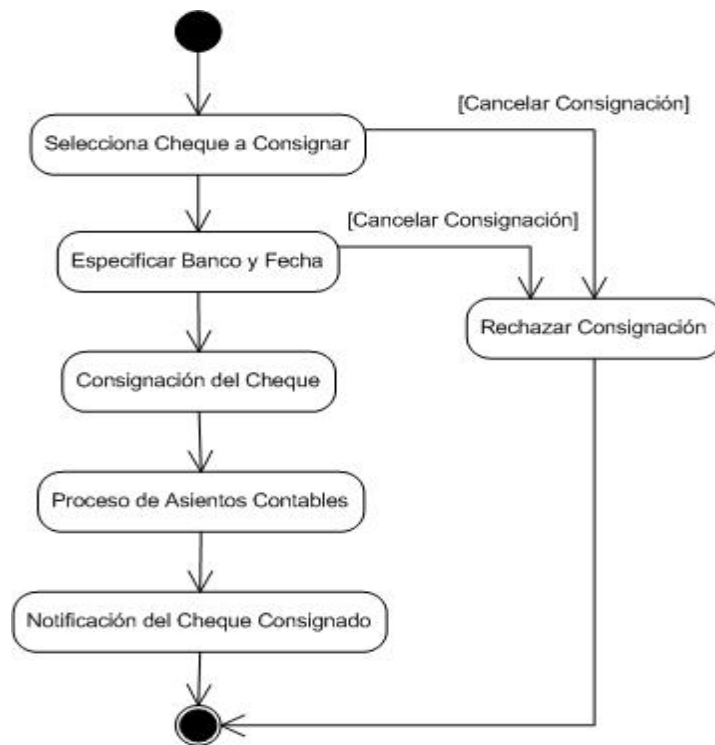 [Cancelar Consignación]
Selecciona Cheque a Consignar
[Cancelar Consignación]
Especificar Banco y Fecha
Rechazar Consignación
Consignación del Cheque
Proceso de Asientos Contables
Notificación del Cheque Consignado